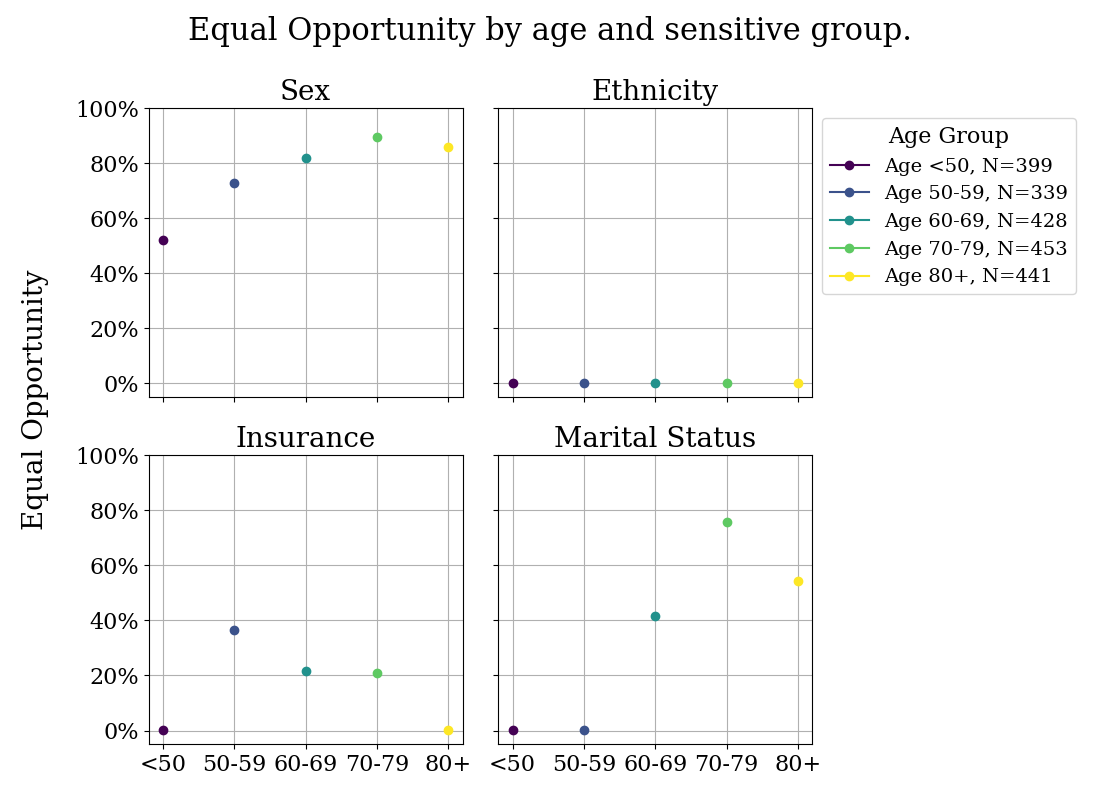 Equal Opportunity by age and sensitive group.
Sex
Ethnicity
100%
80%
60%
40%
20%
0%
Age Group
Age <50, N=399
Age 50-59, N=339
Age 60-69, N=428
Age 70-79, N=453
Age 80+, N=441
Equal Opportunity
Insurance
Marital Status
100%
80%
60%
40%
20%
0%
<50 50-59 60-69 70-79 80+
<50 50-59 60-69 70-79 80+